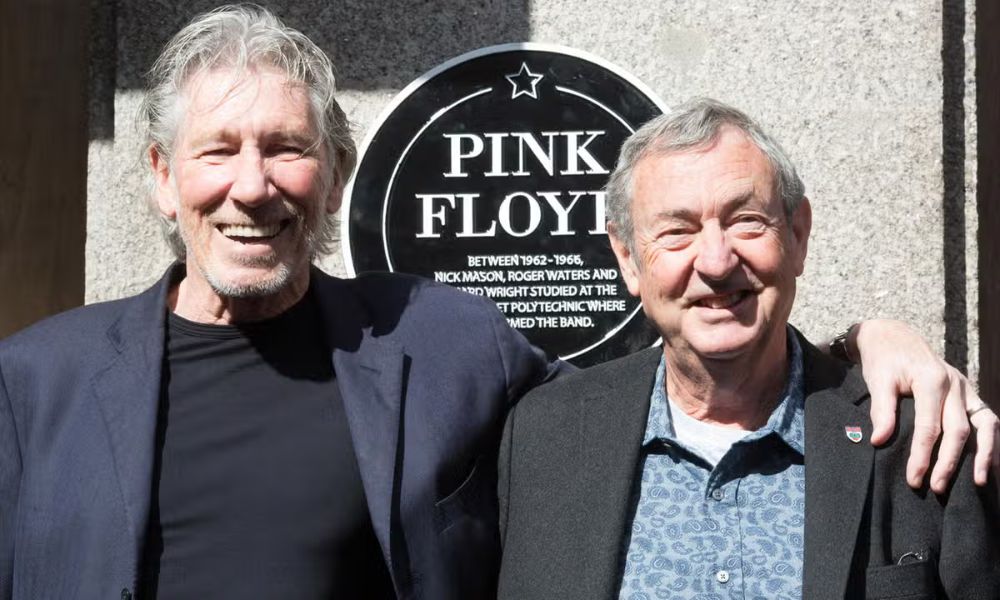 PINK
FLOY
BETWEEN 1962-1966,
NICK MASON, ROGER WATERS AND
WRIGHT STUDIED AT THE
POLYTECHNIC WHERE
THE BAND.